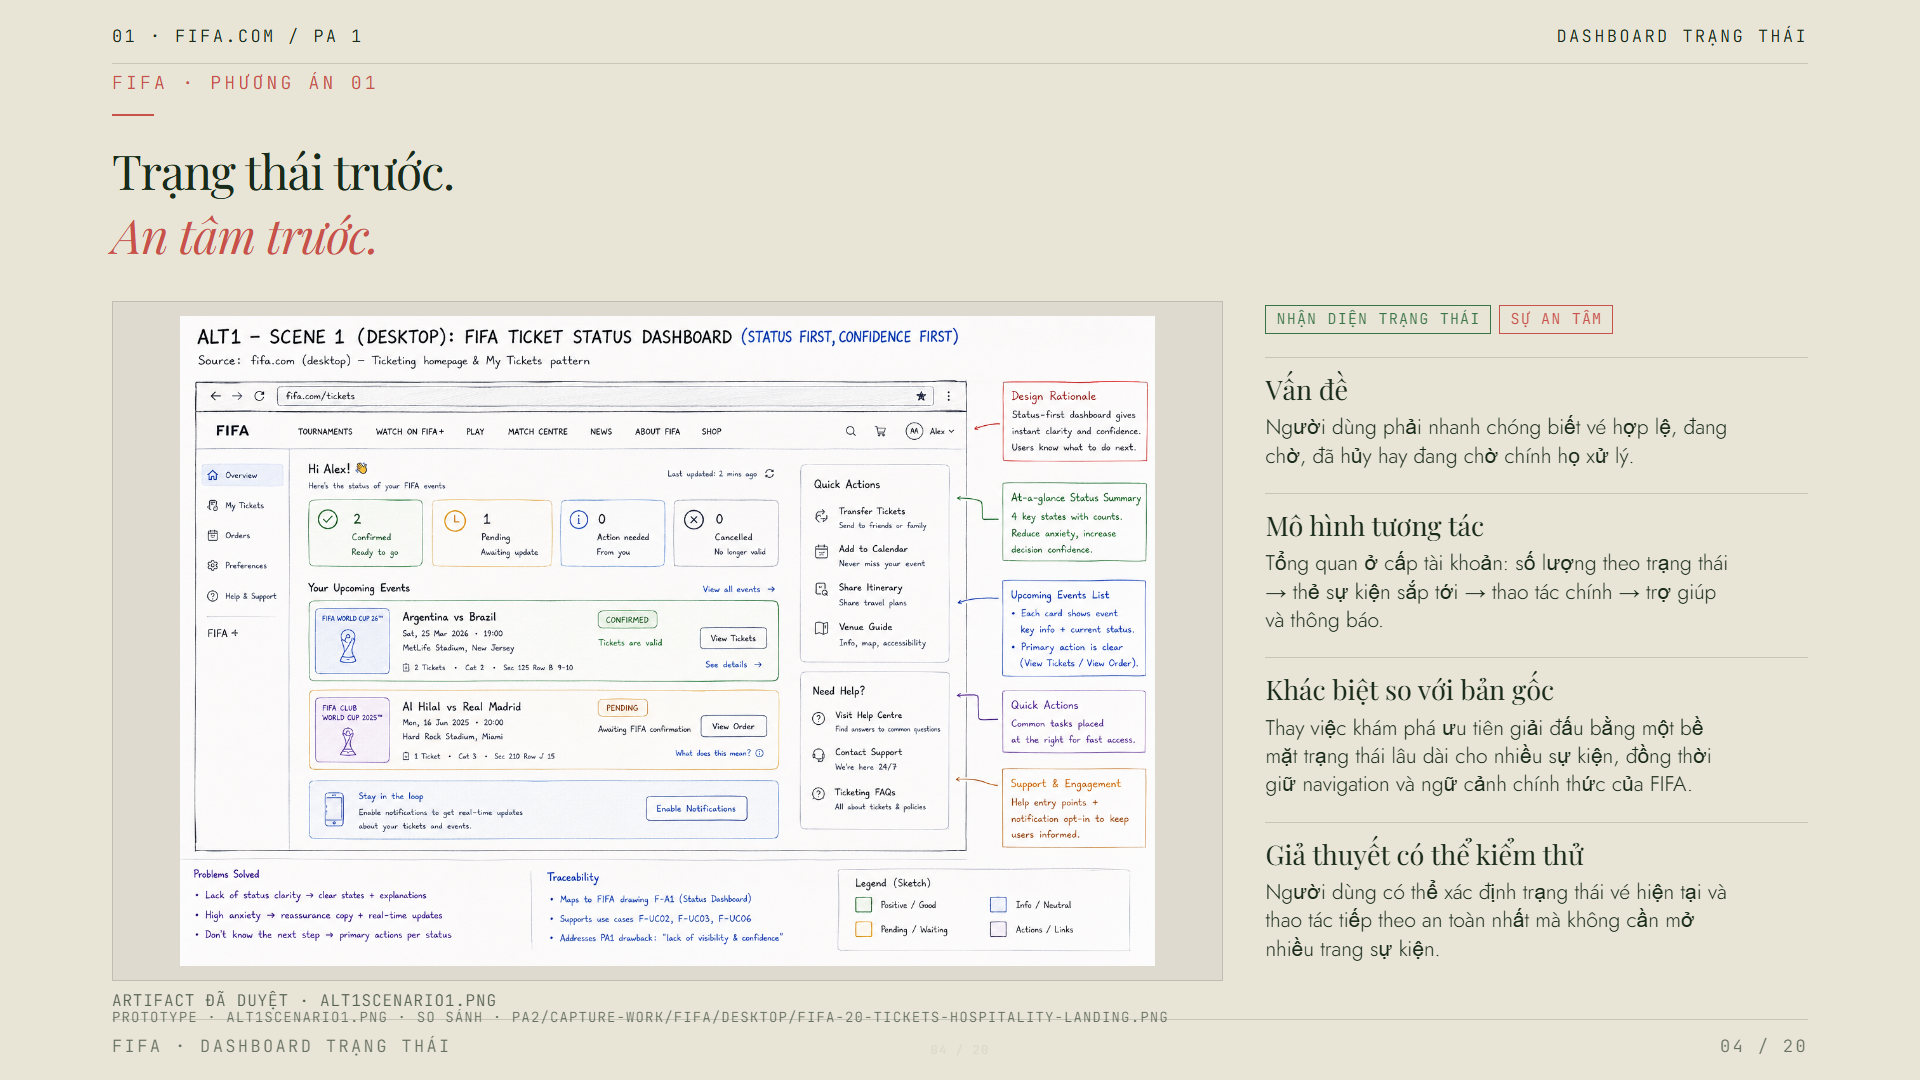 01 · FIFA.COM / PA 1
DASHBOARD TRẠNG THÁI
FIFA · PHƯƠNG ÁN 01
Trạng thái trước.
An tâm trước.
ALT1 – SCENE 1 (DESKTOP): FIFA TICKET STATUS DASHBOARD (STATUS FIRST, CONFIDENCE FIRST)
Source: fifa.com (desktop) – Ticketing homepage & My Tickets pattern
fifa.com/tickets
FIFA
TOURNAMENTS
WATCH ON FIFA+
PLAY
MATCH CENTRE
NEWS
ABOUT FIFA
SHOP
AA
Alex
Overview
My Tickets
Orders
Preferences
Help & Support
FIFA +
Hi Alex! 👋
Here's the status of your FIFA events
Last updated: 2 mins ago
2
Confirmed
Ready to go
1
Pending
Awaiting update
0
Action needed
From you
0
Cancelled
No longer valid
Your Upcoming Events
View all events →
FIFA WORLD CUP 26™
Argentina vs Brazil
Sat, 25 Mar 2026 • 19:00
MetLife Stadium, New Jersey
2 Tickets • Cat 2 • Sec 125 Row B 9-10
CONFIRMED
Tickets are valid
View Tickets
See details →
FIFA CLUB
WORLD CUP 2025™
Al Hilal vs Real Madrid
Mon, 16 Jun 2025 • 20:00
Hard Rock Stadium, Miami
1 Ticket • Cat 3 • Sec 210 Row J 15
PENDING
Awaiting FIFA confirmation
View Order
What does this mean?
Stay in the loop
Enable notifications to get real-time updates
about your tickets and events.
Enable Notifications
Quick Actions
Transfer Tickets
Send to friends or family
Add to Calendar
Never miss your event
Share Itinerary
Share travel plans
Venue Guide
Info, map, accessibility
Need Help?
Visit Help Centre
Find answers to common questions
Contact Support
We're here 24/7
Ticketing FAQs
All about tickets & policies
Design Rationale
Status-first dashboard gives
instant clarity and confidence.
Users know what to do next.
At-a-glance Status Summary
4 key states with counts.
Reduce anxiety, increase
decision confidence.
Upcoming Events List
• Each card shows event
key info + current status.
• Primary action is clear
(View Tickets / View Order).
Quick Actions
Common tasks placed
at the right for fast access.
Support & Engagement
Help entry points +
notification opt-in to keep
users informed.
Problems Solved
• Lack of status clarity → clear states + explanations
• High anxiety → reassurance copy + real-time updates
• Don't know the next step → primary actions per status
Traceability
• Maps to FIFA drawing F-A1 (Status Dashboard)
• Supports use cases F-UC02, F-UC03, F-UC06
• Addresses PA1 drawback: "lack of visibility & confidence"
Legend (Sketch)
Positive / Good
Info / Neutral
Pending / Waiting
Actions / Links
NHẬN DIỆN TRẠNG THÁI
SỰ AN TÂM
Vấn đề
Người dùng phải nhanh chóng biết vé hợp lệ, đang
chờ, đã hủy hay đang chờ chính họ xử lý.
Mô hình tương tác
Tổng quan ở cấp tài khoản: số lượng theo trạng thái
→ thẻ sự kiện sắp tới → thao tác chính → trợ giúp
và thông báo.
Khác biệt so với bản gốc
Thay việc khám phá ưu tiên giải đấu bằng một bề
mặt trạng thái lâu dài cho nhiều sự kiện, đồng thời
giữ navigation và ngữ cảnh chính thức của FIFA.
Giả thuyết có thể kiểm thử
Người dùng có thể xác định trạng thái vé hiện tại và
thao tác tiếp theo an toàn nhất mà không cần mở
nhiều trang sự kiện.
ARTIFACT ĐÃ DUYỆT · ALT1SCENARIO1.PNG
PROTOTYPE · ALT1SCENARIO1.PNG · SO SÁNH · PA2/CAPTURE-WORK/FIFA/DESKTOP/FIFA-20-TICKETS-HOSPITALITY-LANDING.PNG
FIFA · DASHBOARD TRẠNG THÁI
04 / 20
04 / 20